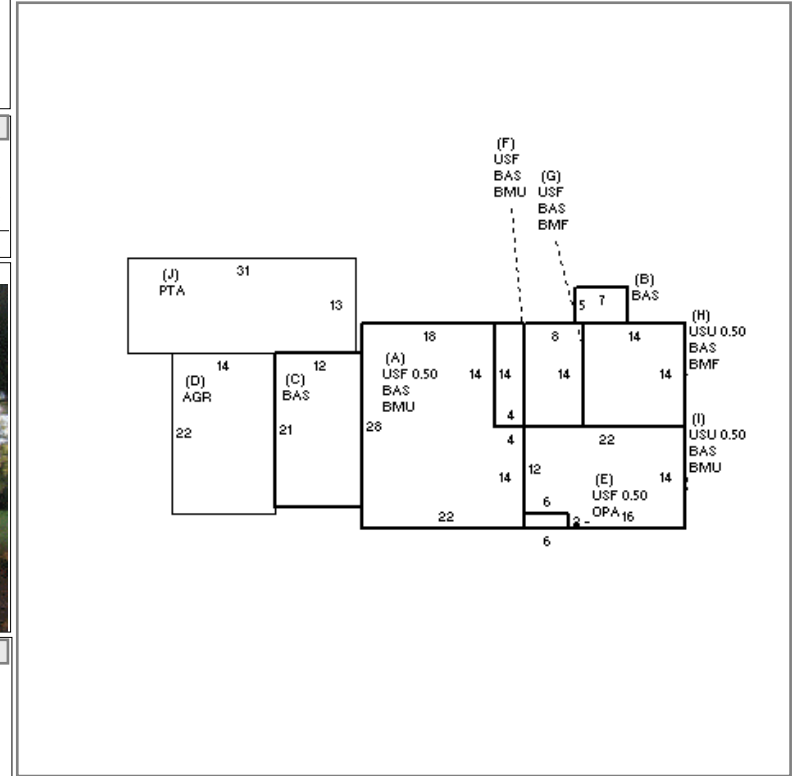 (F)
USF
BAS
BMU
(G)
USF
BAS
BMF
(J)
PTA
31
13
(B)
BAS
5
7
(H)
USU 0.50
BAS
BMF
18
8
14
(A)
USF 0.50
BAS
BMU
14
14
14
14
14
(D)
AGR
12
(C)
BAS
4
22
21
28
4
22
(I)
USU 0.50
BAS
BMU
12
14
14
(E)
USF 0.50
OPA
6
22
2
16
6